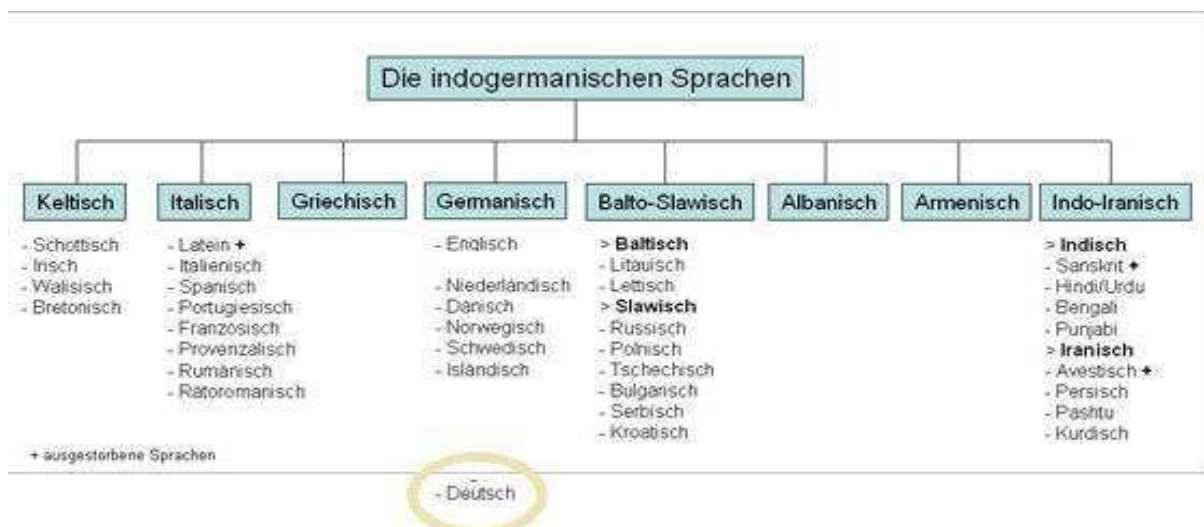 Die indogermanischen Sprachen
Keltisch
- Schottisch
- Irisch
- Walisisch
- Bretonisch
Italisch
- Latein +
- Italienisch
- Spanisch
- Portugiesisch
- Französisch
- Provenzalisch
- Rumänisch
- Rätoromanisch
Griechisch
Germanisch
- Englisch
- Niederländisch
- Dänisch
- Norwegisch
- Schwedisch
- Isländisch
Balto-Slawisch
> Baltisch
- Litauisch
- Lettisch
> Slawisch
- Russisch
- Polnisch
- Tschechisch
- Bulgarisch
- Serbisch
- Kroatisch
Albanisch
Armenisch
Indo-Iranisch
> Indisch
- Sanskrit +
- Hindi/Urdu
- Bengali
- Punjabi
> Iranisch
- Avestisch +
- Persisch
- Pashtu
- Kurdisch
+ ausgestorbene Sprachen
- Deutsch